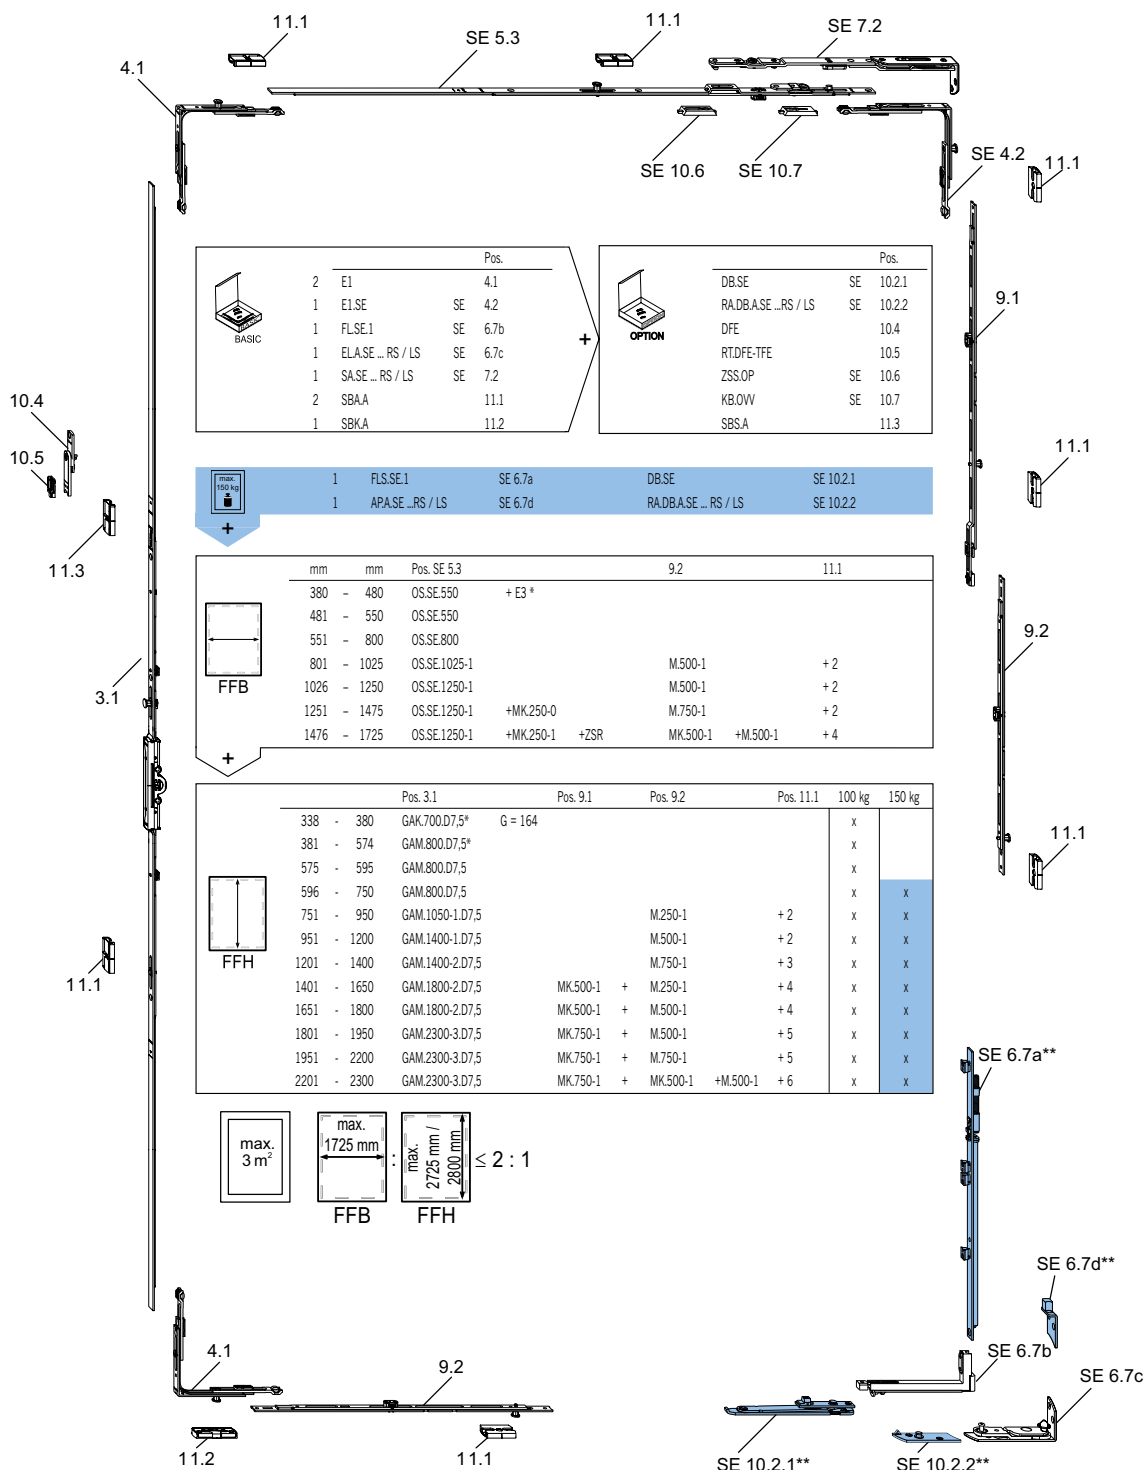 11.1
SE 5.3
11.1
SE 7.2
4.1
SE 10.6
SE 10.7
SE 4.2
11.1
Pos.
2 E1 4.1
1 E1.SE SE 4.2
1 FL.SE.1 SE 6.7b
1 EL.A.SE ... RS / LS SE 6.7c
1 SA.SE ... RS / LS SE 7.2
2 SBA.A 11.1
1 SBK.A 11.2
BASIC
+
Pos.
DB.SE SE 10.2.1
RA.DB.A.SE ...RS / LS SE 10.2.2
DFE 10.4
RT.DFE-TFE 10.5
ZSS.OP SE 10.6
KB.OVV SE 10.7
SBS.A 11.3
OPTION
9.1
10.4
10.5
11.3
11.1
max.
150 kg
1 FLS.SE.1 SE 6.7a DB.SE SE 10.2.1
1 AP.A.SE ...RS / LS SE 6.7d RA.DB.A.SE ... RS / LS SE 10.2.2
+
mm mm Pos. SE 5.3 9.2 11.1
380 – 480 OS.SE.550 + E3 *
481 – 550 OS.SE.550
551 – 800 OS.SE.800
801 – 1025 OS.SE.1025-1 M.500-1 + 2
1026 – 1250 OS.SE.1250-1 M.500-1 + 2
1251 – 1475 OS.SE.1250-1 +MK.250-0 M.750-1 + 2
1476 – 1725 OS.SE.1250-1 +MK.250-1 +ZSR MK.500-1 +M.500-1 + 4
FFB
+
3.1
9.2
Pos. 3.1 Pos. 9.1 Pos. 9.2 Pos. 11.1 100 kg 150 kg
338 - 380 GAK.700.D7,5* G = 164 x
381 - 574 GAM.800.D7,5* x
575 - 595 GAM.800.D7,5 x
596 - 750 GAM.800.D7,5 x x
751 - 950 GAM.1050-1.D7,5 M.250-1 + 2 x x
951 - 1200 GAM.1400-1.D7,5 M.500-1 + 2 x x
1201 - 1400 GAM.1400-2.D7,5 M.750-1 + 3 x x
1401 - 1650 GAM.1800-2.D7,5 MK.500-1 + M.250-1 + 4 x x
1651 - 1800 GAM.1800-2.D7,5 MK.500-1 + M.500-1 + 4 x x
1801 - 1950 GAM.2300-3.D7,5 MK.750-1 + M.500-1 + 5 x x
1951 - 2200 GAM.2300-3.D7,5 MK.750-1 + M.750-1 + 5 x x
2201 - 2300 GAM.2300-3.D7,5 MK.750-1 + MK.500-1 +M.500-1 + 6 x x
FFH
11.1
11.1
max.
3 m²
max.
1725 mm
FFB
:
max.
2725 mm /
2800 mm
FFH
≤ 2 : 1
SE 6.7a**
SE 6.7d**
SE 6.7b
SE 6.7c
4.1
9.2
11.2
11.1
SE 10.2.1**
SE 10.2.2**